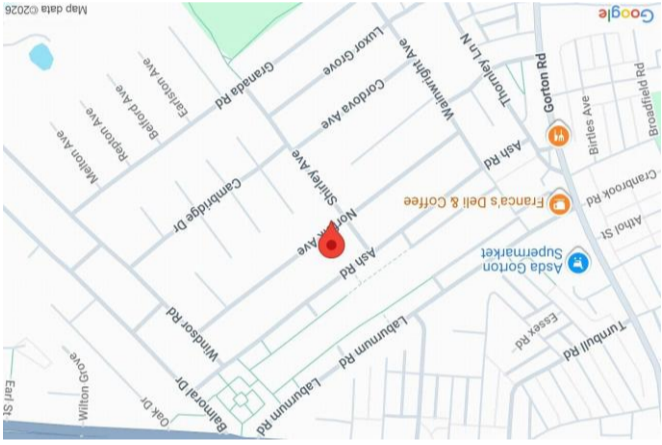 Laburnum Rd
Balmoral Dr
Oak Dr
Wilton Grove
Earl St
Turnbull Rd
Essex Rd
Laburnum Rd
Windsor Rd
Asda Gorton
Supermarket
Ash Rd
Ave
Athol St
Cranbrook Rd
Franca's Deli & Coffee
Shirley Ave
Cambridge Dr
Broadfield Rd
Birtles Ave
Ash Rd
Melton Ave
Repton Ave
Belford Ave
Earlston Ave
Gorton Rd
Thornley Ln N
Wainwright Ave
Cordova Ave
Luxor Grove
Granada Rd
Google
Map data ©2026